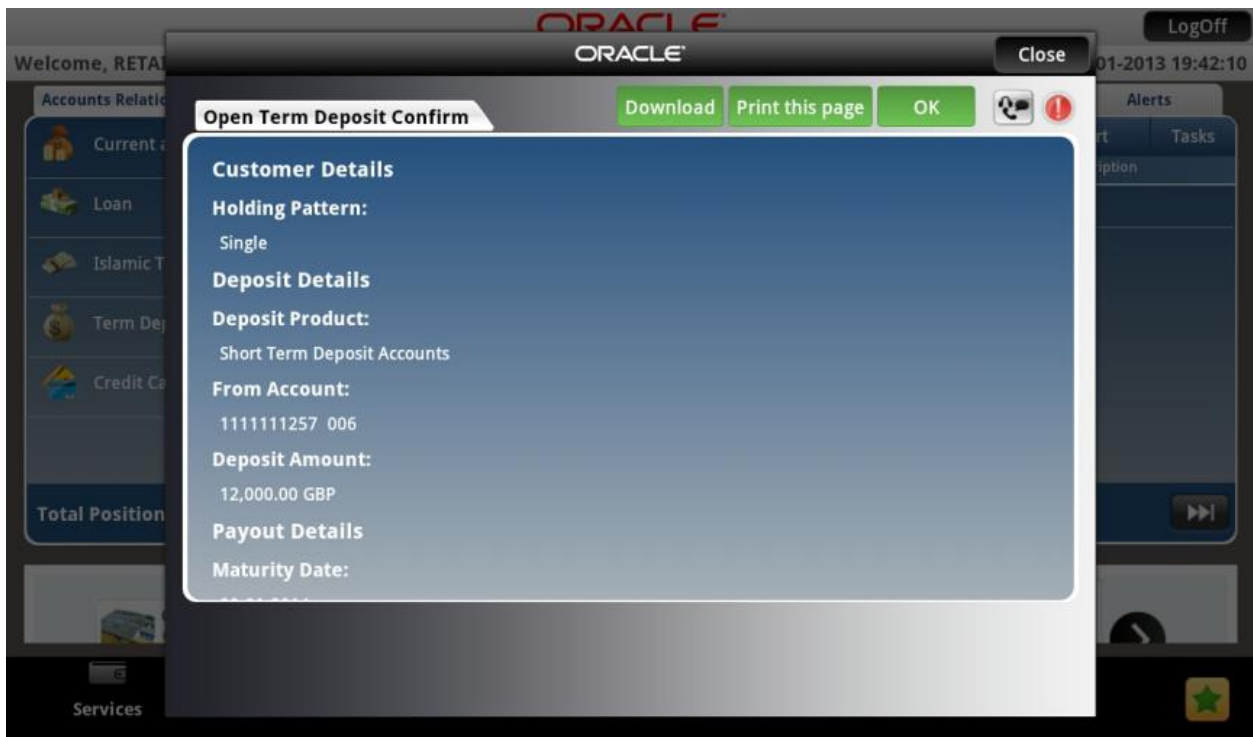 ORACLE
LogOff
Welcome, RETAI
01-2013 19:42:10
ORACLE
Close
Accounts Relatio
Alerts
Open Term Deposit Confirm
Download
Print this page
OK
Current a
rt
Tasks
ription
Loan
Islamic T
Term Dep
Credit Ca
Total Position
Customer Details
Holding Pattern:
Single
Deposit Details
Deposit Product:
Short Term Deposit Accounts
From Account:
1111111257 006
Deposit Amount:
12,000.00 GBP
Payout Details
Maturity Date:
Services